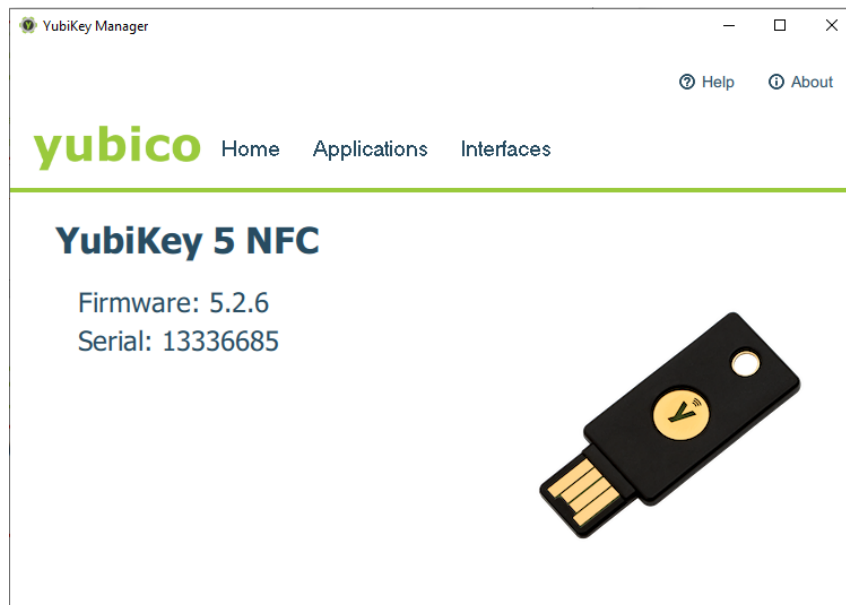 YubiKey Manager
Help About
yubico Home Applications Interfaces
YubiKey 5 NFC
Firmware: 5.2.6
Serial: 13336685
y